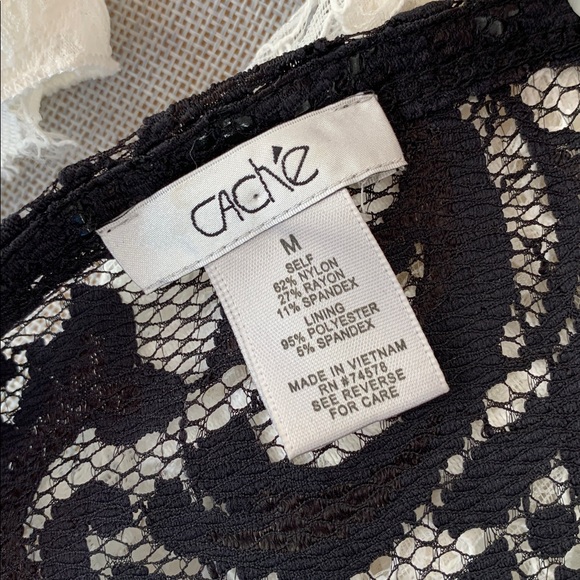 CACHÉ
M
SELF
62% NYLON
27% RAYON
11% SPANDEX
LINING
95% POLYESTER
5% SPANDEX
MADE IN VIETNAM
RN #74578
SEE REVERSE
FOR CARE